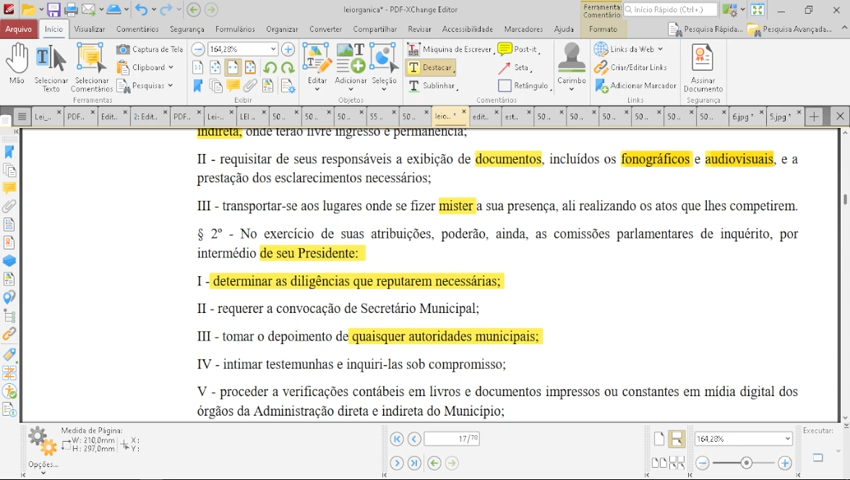 leiorganica* - PDF-XChange Editor
Ferramentas
Comentário
Início Rápido (Ctrl+.)
Arquivo Início Visualizar Comentários Segurança Formulários Organizar Converter Compartilhar Revisar Accessibilidade Marcadores Ajuda Formato Pesquisa Rápida... Pesquisa Avançada...
Mão
Selecionar Texto
Selecionar Comentários
Captura de Tela
Clipboard
Pesquisas
Ferramentas
164,28%
Exibir
Editar
Adicionar
Seleção
Objetos
Máquina de Escrever
Destacar
Sublinhar
Post-it
Seta
Retângulo
Comentários
Carimbo
Links da Web
Criar/Editar Links
Adicionar Marcador
Links
Assinar Documento
Segurança
6.jpg * 5.jpg *
indireta, onde terão livre ingresso e permanência;
II - requisitar de seus responsáveis a exibição de documentos, incluídos os fonográficos e audiovisuais, e a
prestação dos esclarecimentos necessários;
III - transportar-se aos lugares onde se fizer mister a sua presença, ali realizando os atos que lhes competirem.
§ 2º - No exercício de suas atribuições, poderão, ainda, as comissões parlamentares de inquérito, por
intermédio de seu Presidente:
I - determinar as diligências que reputarem necessárias;
II - requerer a convocação de Secretário Municipal;
III - tomar o depoimento de quaisquer autoridades municipais;
IV - intimar testemunhas e inquiri-las sob compromisso;
V - proceder a verificações contábeis em livros e documentos impressos ou constantes em mídia digital dos
órgãos da Administração direta e indireta do Município;
Opções...
Medida de Página:
W: 210,0mm
H: 297,0mm
X:
Y:
17/78
164,28%
Executar: